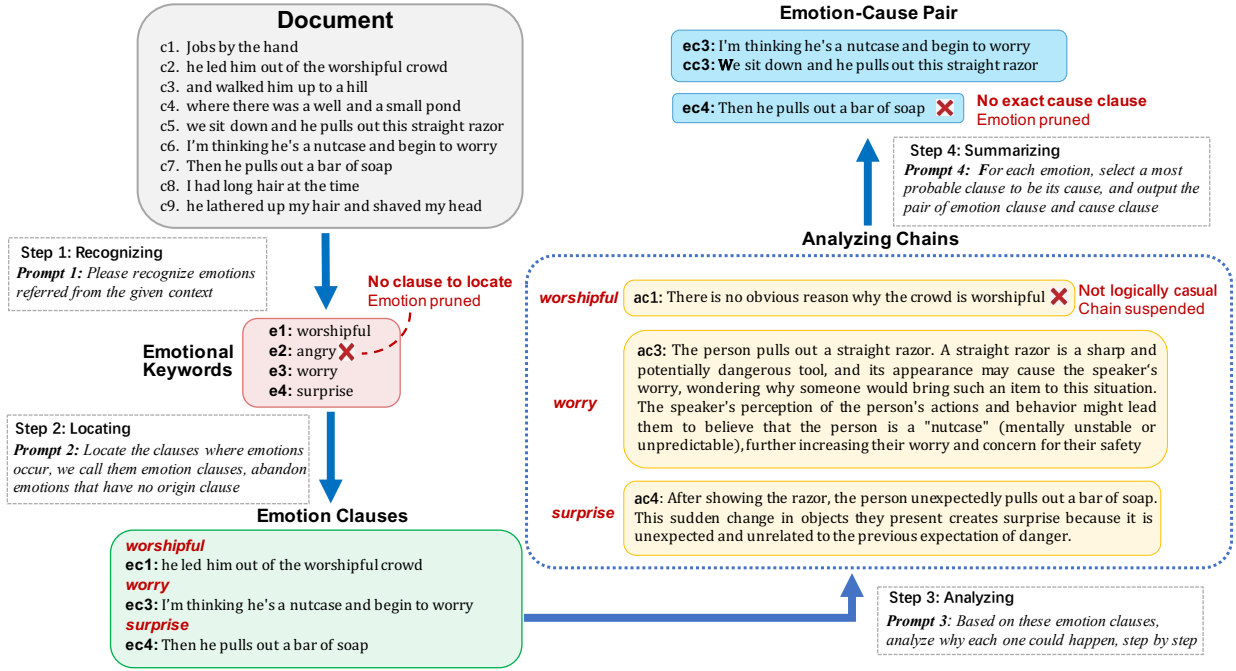 Document
c1. Jobs by the hand
c2. he led him out of the worshipful crowd
c3. and walked him up to a hill
c4. where there was a well and a small pond
c5. we sit down and he pulls out this straight razor
c6. I'm thinking he's a nutcase and begin to worry
c7. Then he pulls out a bar of soap
c8. I had long hair at the time
c9. he lathered up my hair and shaved my head
Step 1: Recognizing
Prompt 1: Please recognize emotions
referred from the given context
No clause to locate
Emotion pruned
Emotional
Keywords
e1: worshipful
e2: angry
e3: worry
e4: surprise
Step 2: Locating
Prompt 2: Locate the clauses where emotions
occur, we call them emotion clauses, abandon
emotions that have no origin clause
Emotion Clauses
worshipful
ec1: he led him out of the worshipful crowd
worry
ec3: I'm thinking he's a nutcase and begin to worry
surprise
ec4: Then he pulls out a bar of soap
Step 3: Analyzing
Prompt 3: Based on these emotion clauses,
analyze why each one could happen, step by step
Analyzing Chains
worshipful
ac1: There is no obvious reason why the crowd is worshipful
Not logically casual
Chain suspended
worry
ac3: The person pulls out a straight razor. A straight razor is a sharp and
potentially dangerous tool, and its appearance may cause the speaker's
worry, wondering why someone would bring such an item to this situation.
The speaker's perception of the person's actions and behavior might lead
them to believe that the person is a "nutcase" (mentally unstable or
unpredictable), further increasing their worry and concern for their safety
surprise
ac4: After showing the razor, the person unexpectedly pulls out a bar of soap.
This sudden change in objects they present creates surprise because it is
unexpected and unrelated to the previous expectation of danger.
Step 4: Summarizing
Prompt 4: For each emotion, select a most
probable clause to be its cause, and output the
pair of emotion clause and cause clause
Emotion-Cause Pair
ec3: I'm thinking he's a nutcase and begin to worry
cc3: We sit down and he pulls out this straight razor
ec4: Then he pulls out a bar of soap
No exact cause clause
Emotion pruned